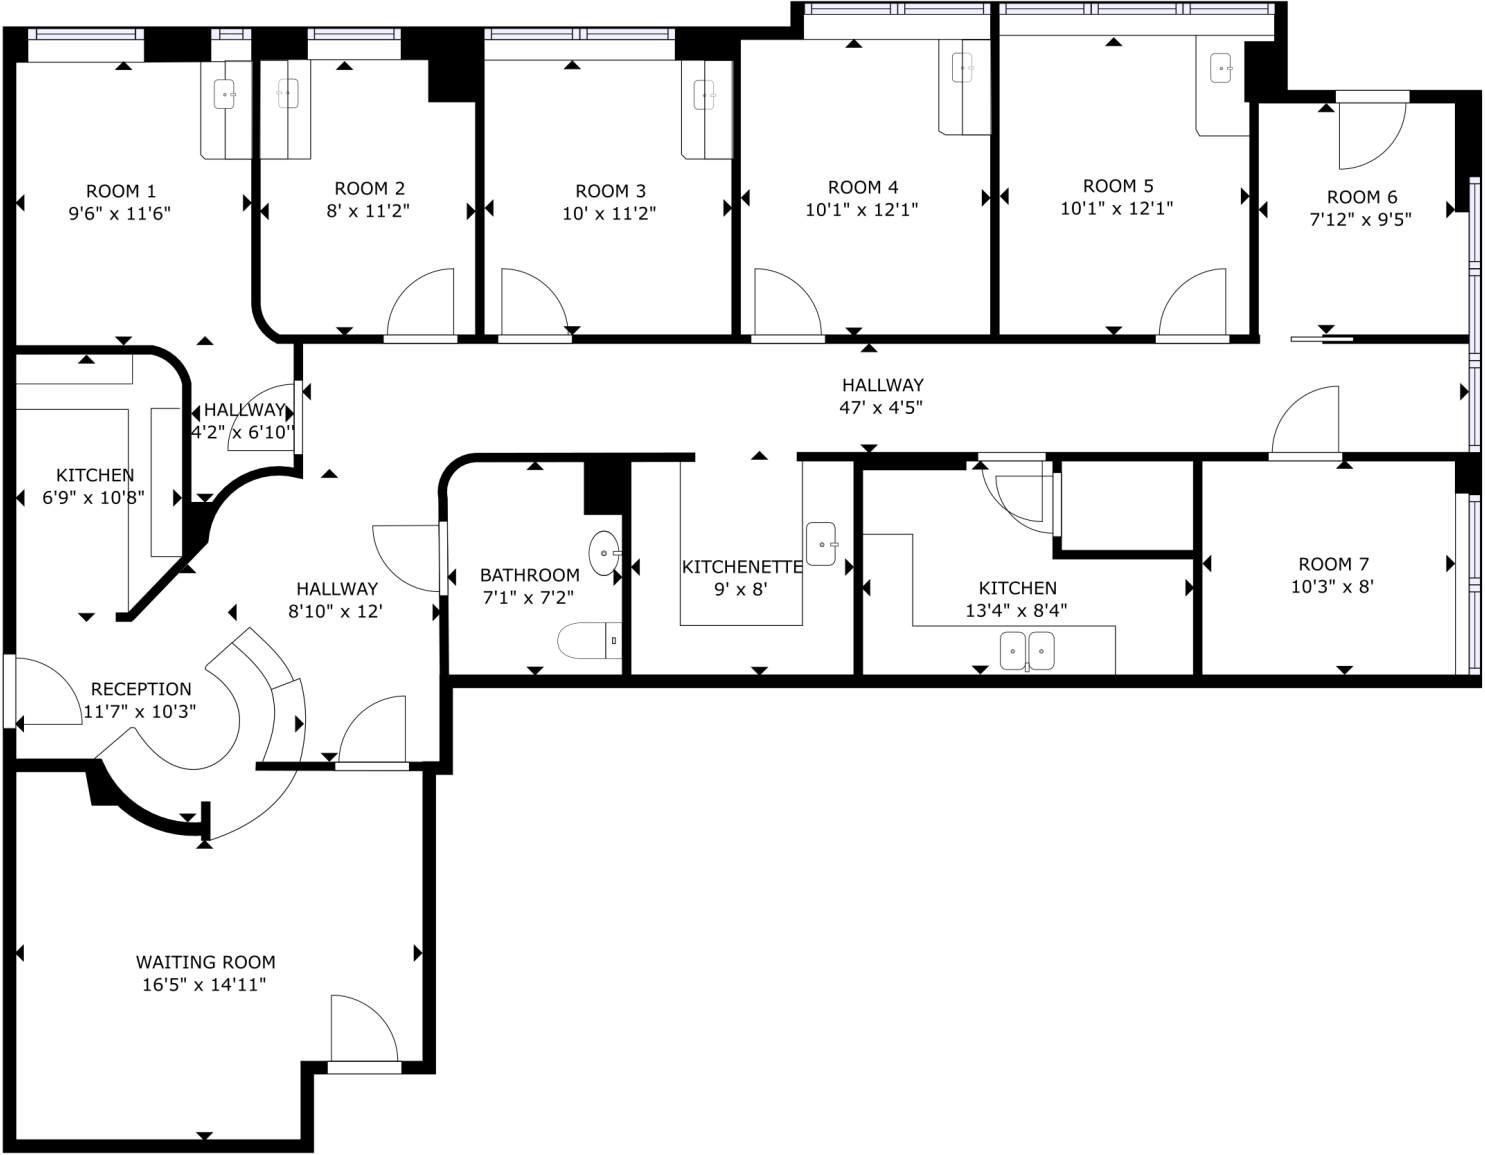 ROOM 1
9'6" x 11'6"
ROOM 2
8' x 11'2"
ROOM 3
10' x 11'2"
ROOM 4
10'1" x 12'1"
ROOM 5
10'1" x 12'1"
ROOM 6
7'12" x 9'5"
HALLWAY
4'2" x 6'10"
HALLWAY
47' x 4'5"
KITCHEN
6'9" x 10'8"
HALLWAY
8'10" x 12'
BATHROOM
7'1" x 7'2"
KITCHENETTE
9' x 8'
KITCHEN
13'4" x 8'4"
ROOM 7
10'3" x 8'
RECEPTION
11'7" x 10'3"
WAITING ROOM
16'5" x 14'11"